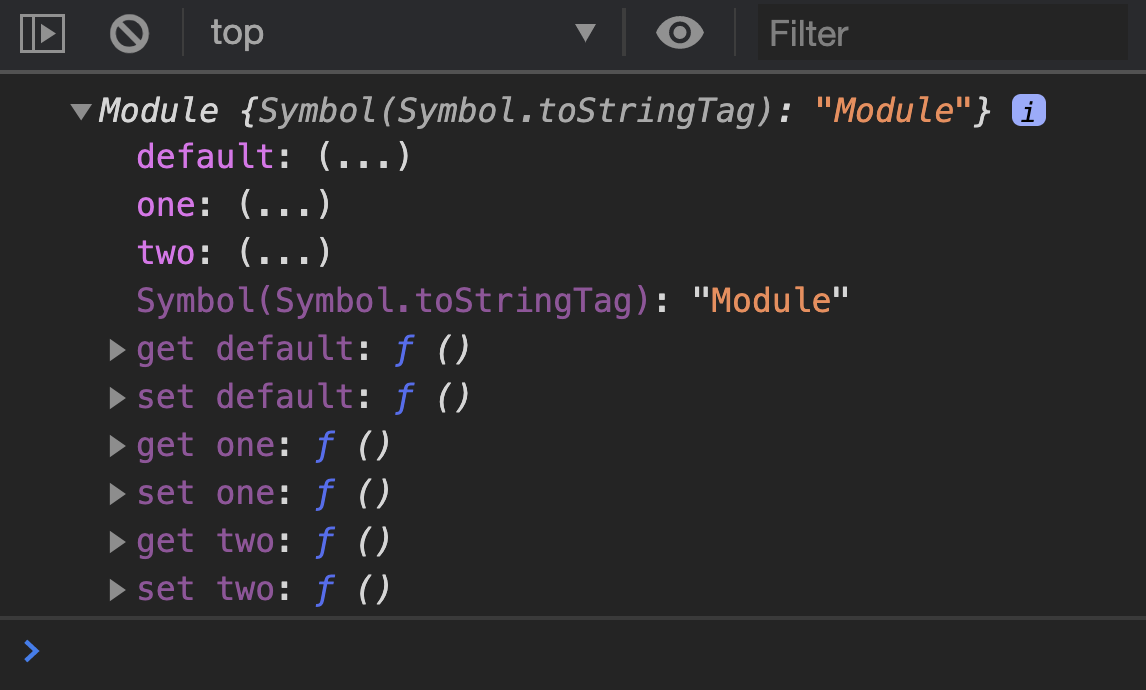 top Filter
Module {Symbol(Symbol.toStringTag): "Module"} i
default: (...)
one: (...)
two: (...)
Symbol(Symbol.toStringTag): "Module"
get default: ƒ ()
set default: ƒ ()
get one: ƒ ()
set one: ƒ ()
get two: ƒ ()
set two: ƒ ()